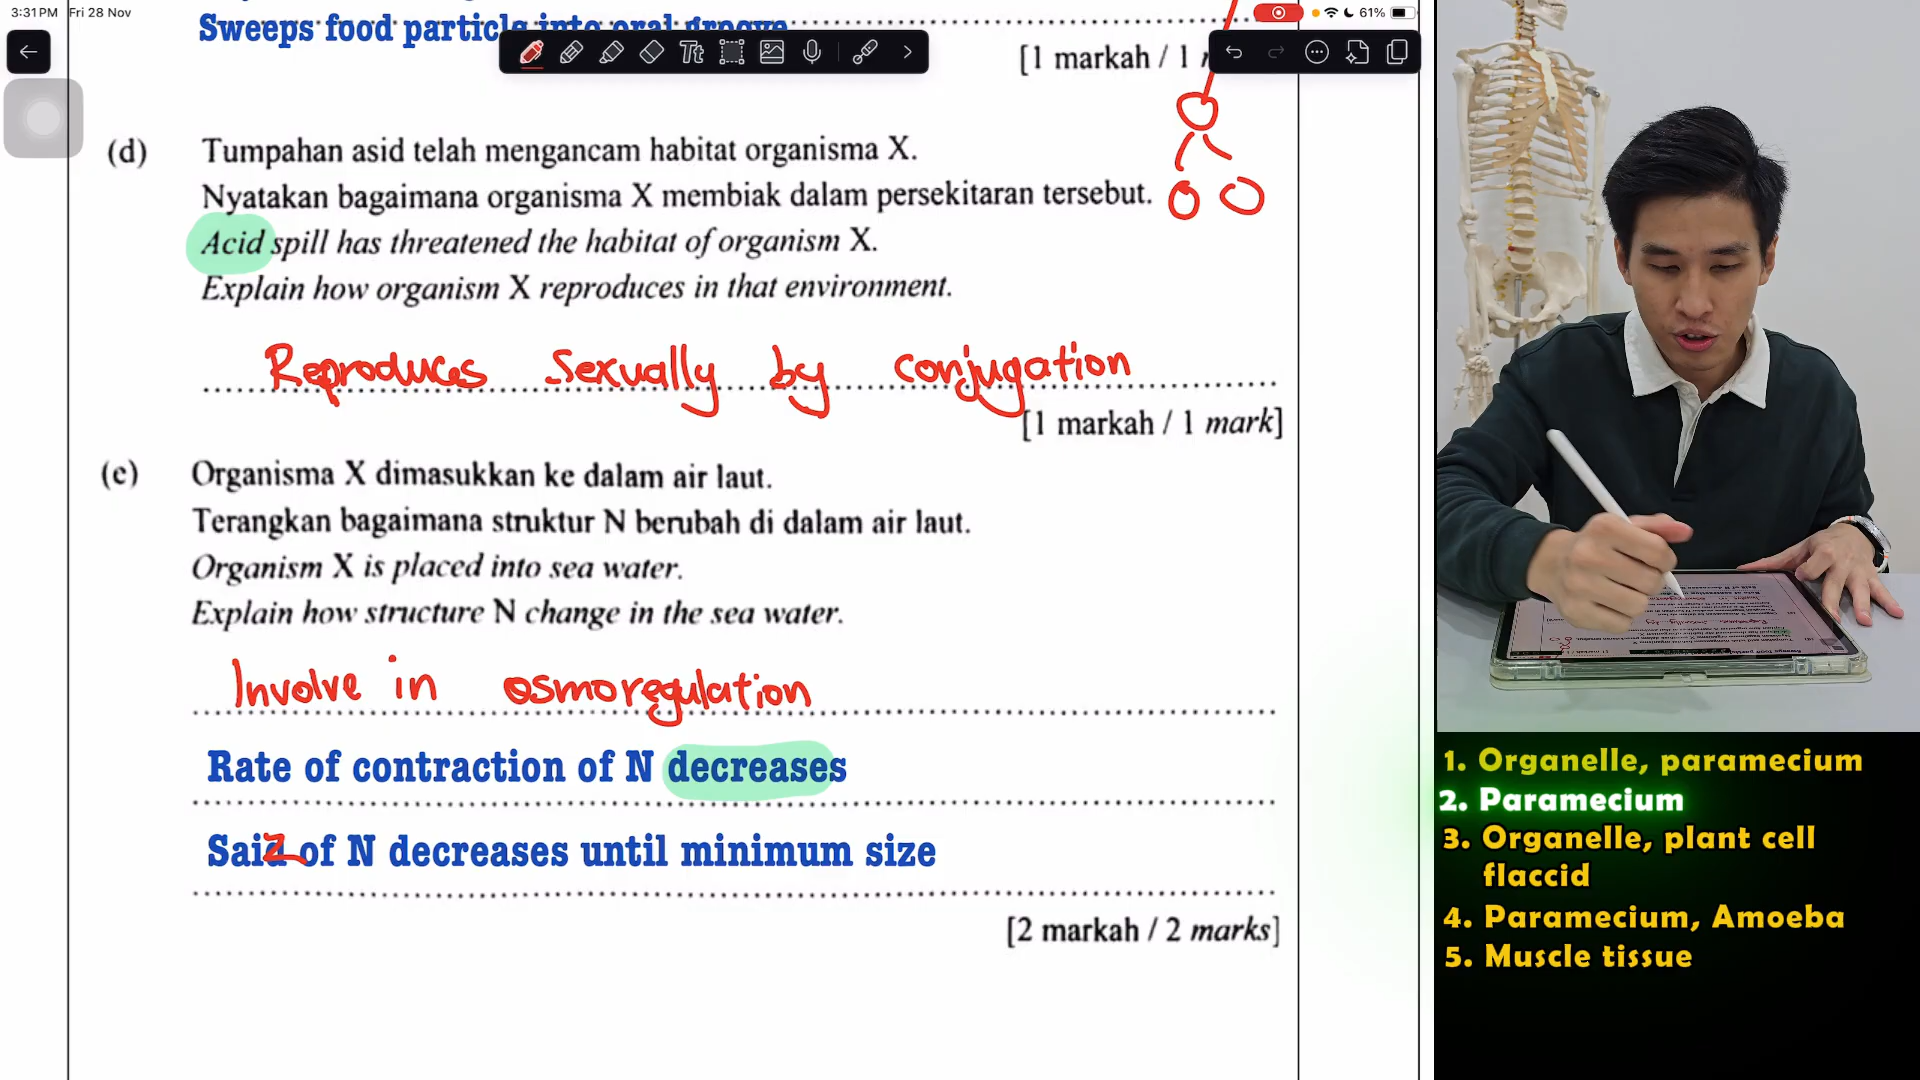 3:31PM Fri 28 Nov
61%
Sweeps food particle into oral groove
Tt
[1 markah / 1
(d) Tumpahan asid telah mengancam habitat organisma X.
Nyatakan bagaimana organisma X membiak dalam persekitaran tersebut.
Acid spill has threatened the habitat of organism X.
Explain how organism X reproduces in that environment.
Reproduces sexually by conjugation
[1 markah / 1 mark]
(e) Organisma X dimasukkan ke dalam air laut.
Terangkan bagaimana struktur N berubah di dalam air laut.
Organism X is placed into sea water.
Explain how structure N change in the sea water.
Involve in osmoregulation
Rate of contraction of N decreases
Saiz of N decreases until minimum size
[2 markah / 2 marks]
1. Organelle, paramecium
2. Paramecium
3. Organelle, plant cell
flaccid
4. Paramecium, Amoeba
5. Muscle tissue